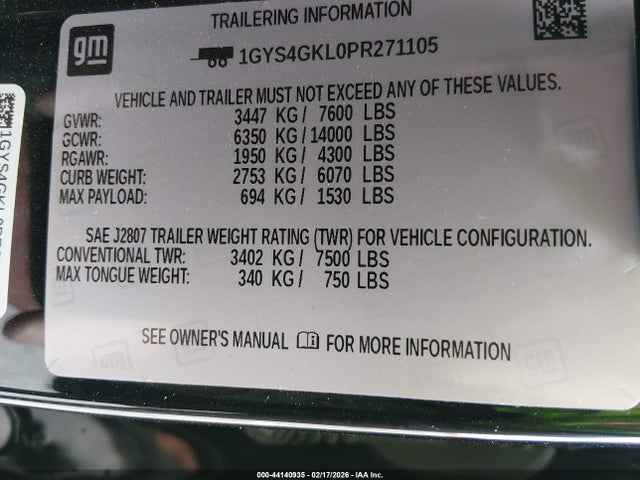 TRAILERING INFORMATION
gm
1GYS4GKL0PR271105
VEHICLE AND TRAILER MUST NOT EXCEED ANY OF THESE VALUES:
GVWR: 3447 KG / 7600 LBS
GCWR: 6350 KG / 14000 LBS
RGAWR: 1950 KG / 4300 LBS
CURB WEIGHT: 2753 KG / 6070 LBS
MAX PAYLOAD: 694 KG / 1530 LBS
SAE J2807 TRAILER WEIGHT RATING (TWR) FOR VEHICLE CONFIGURATION.
CONVENTIONAL TWR: 3402 KG / 7500 LBS
MAX TONGUE WEIGHT: 340 KG / 750 LBS
SEE OWNER'S MANUAL FOR MORE INFORMATION
000-44140935 - 02/17/2026 - IAA Inc.